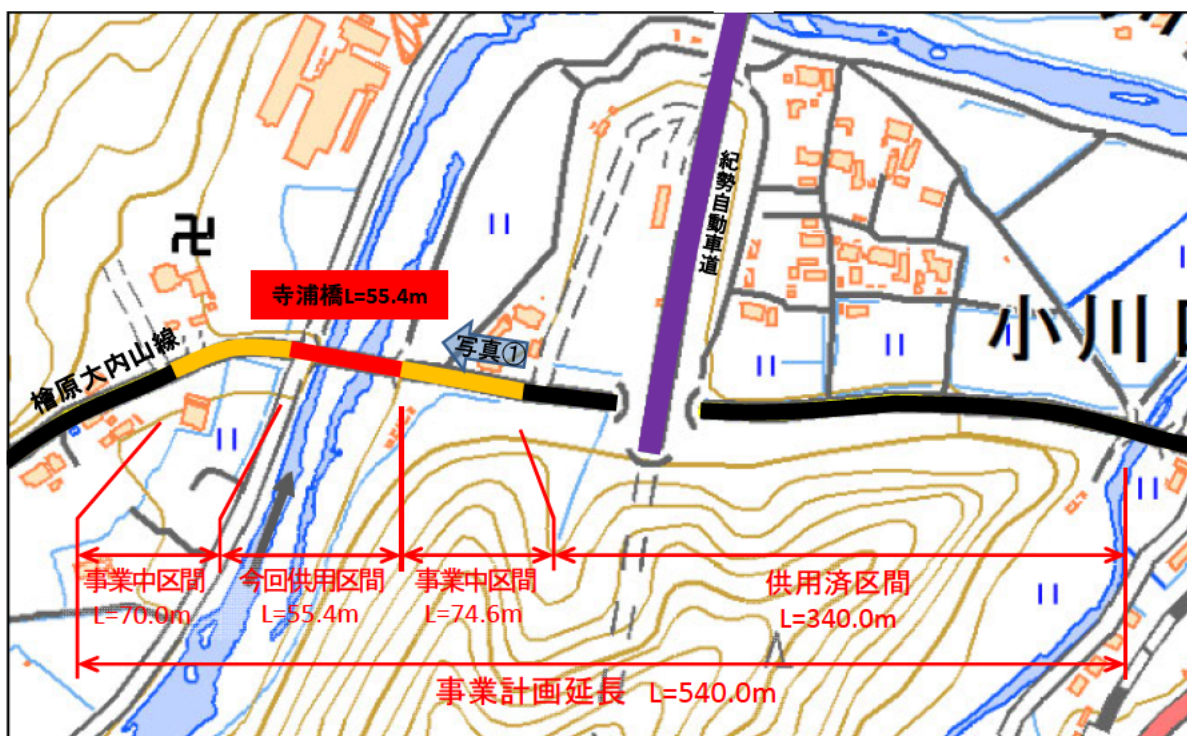 紀勢自動車道
寺浦橋L=55.4m
写真①
小川
檜原大内山線
事業中区間
L=70.0m
今回供用区間
L=55.4m
事業中区間
L=74.6m
供用済区間
L=340.0m
事業計画延長 L=540.0m